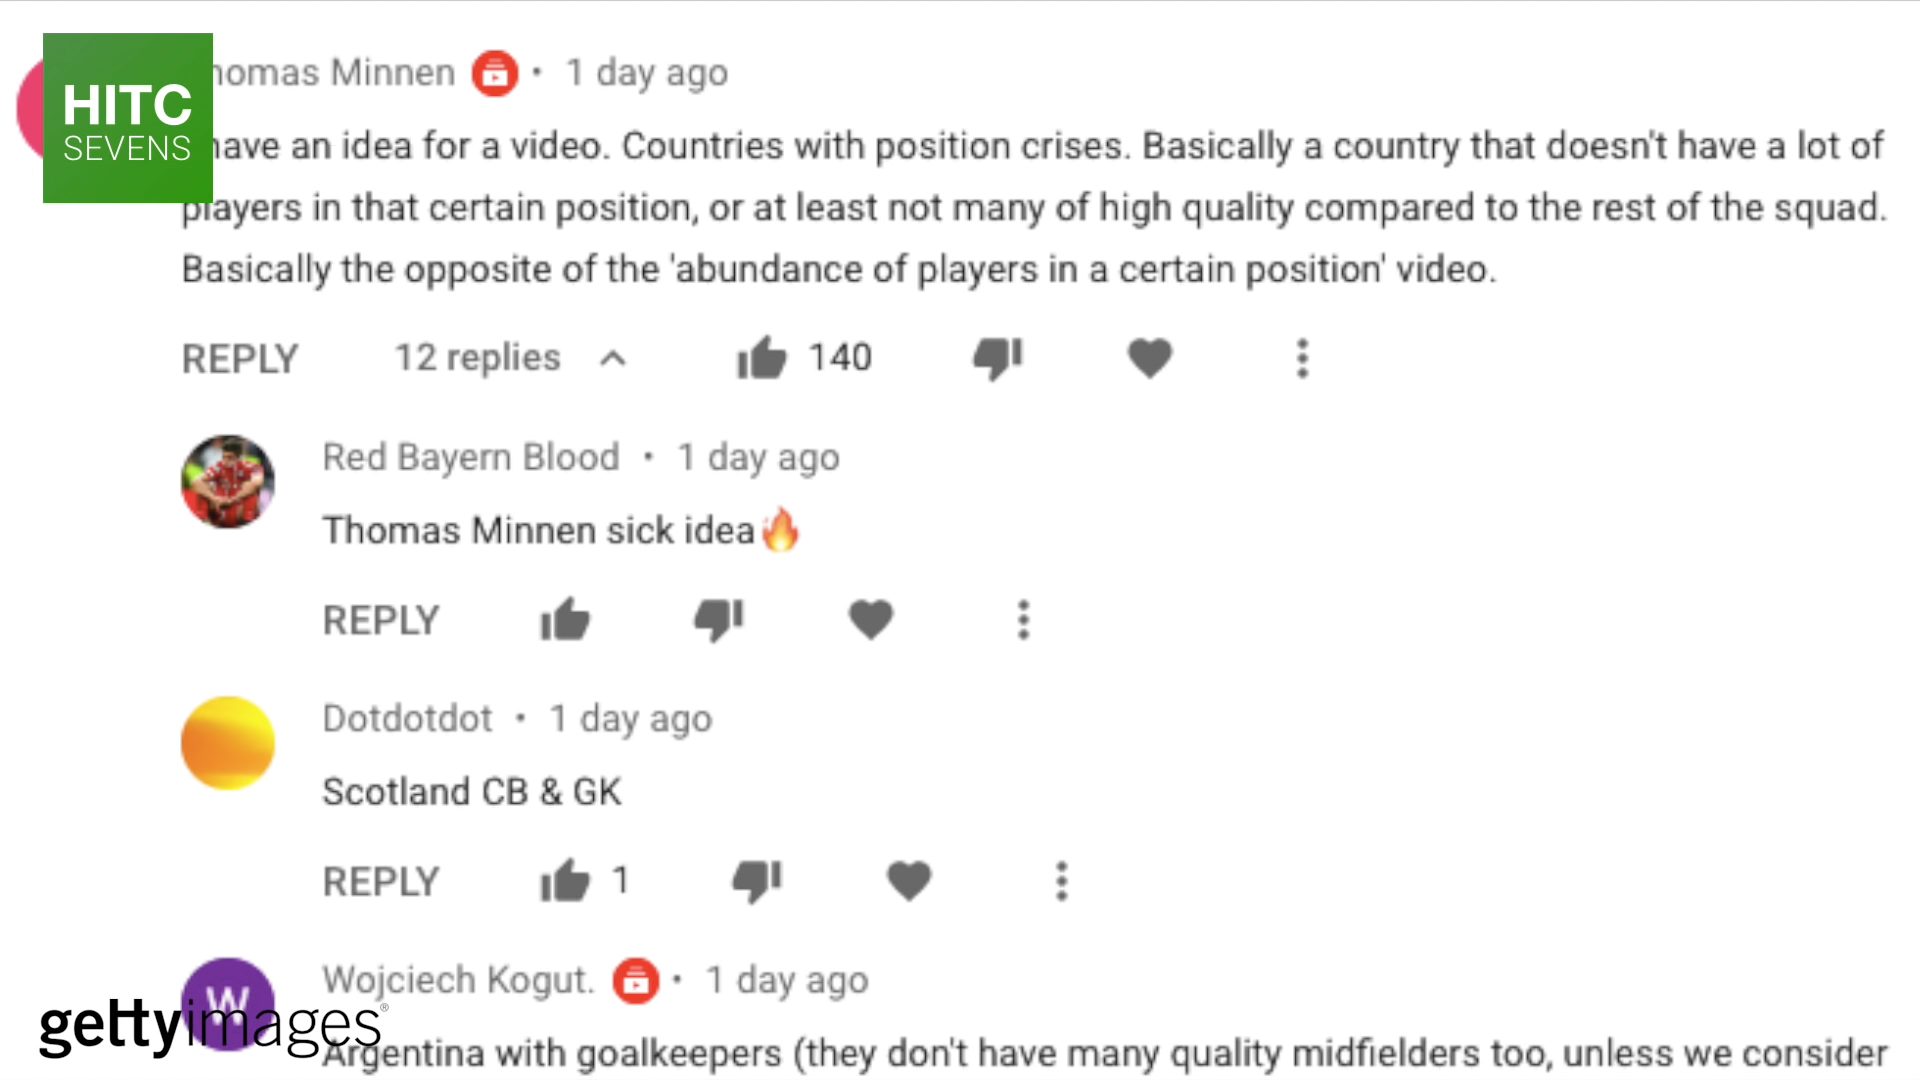 HITC
SEVENS
homas Minnen • 1 day ago
have an idea for a video. Countries with position crises. Basically a country that doesn't have a lot of
players in that certain position, or at least not many of high quality compared to the rest of the squad.
Basically the opposite of the 'abundance of players in a certain position' video.
REPLY 12 replies 140
Red Bayern Blood • 1 day ago
Thomas Minnen sick idea🔥
REPLY
Dotdotdot • 1 day ago
Scotland CB & GK
REPLY 1
W
Wojciech Kogut. • 1 day ago
gettyimages®
Argentina with goalkeepers (they don't have many quality midfielders too, unless we consider